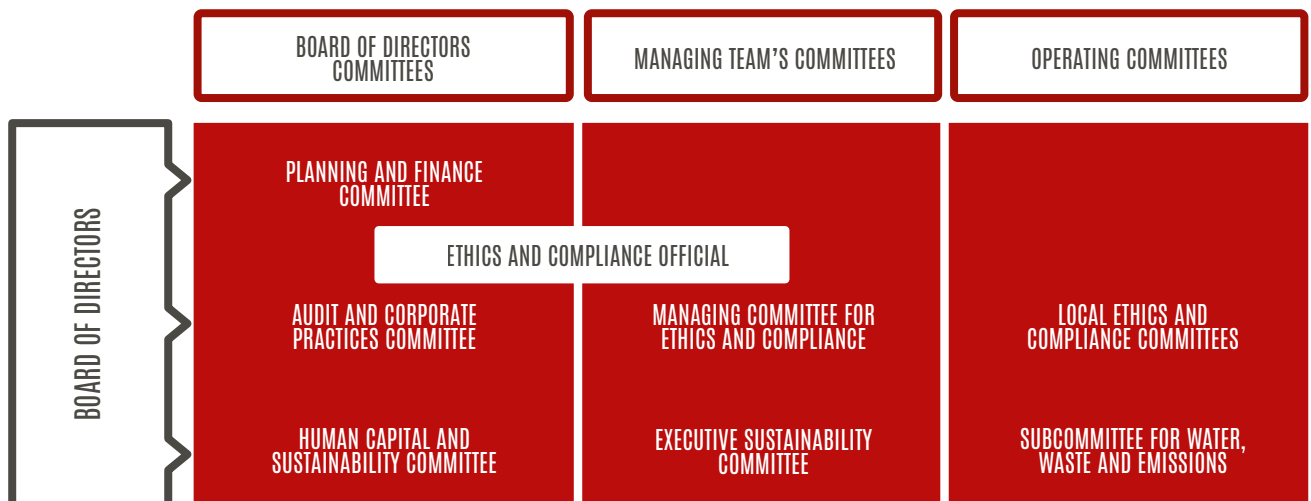 BOARD OF DIRECTORS
COMMITTEES
MANAGING TEAM’S COMMITTEES
OPERATING COMMITTEES
BOARD OF DIRECTORS
PLANNING AND FINANCE
COMMITTEE
ETHICS AND COMPLIANCE OFFICIAL
AUDIT AND CORPORATE
PRACTICES COMMITTEE
MANAGING COMMITTEE FOR
ETHICS AND COMPLIANCE
LOCAL ETHICS AND
COMPLIANCE COMMITTEES
HUMAN CAPITAL AND
SUSTAINABILITY COMMITTEE
EXECUTIVE SUSTAINABILITY
COMMITTEE
SUBCOMMITTEE FOR WATER,
WASTE AND EMISSIONS